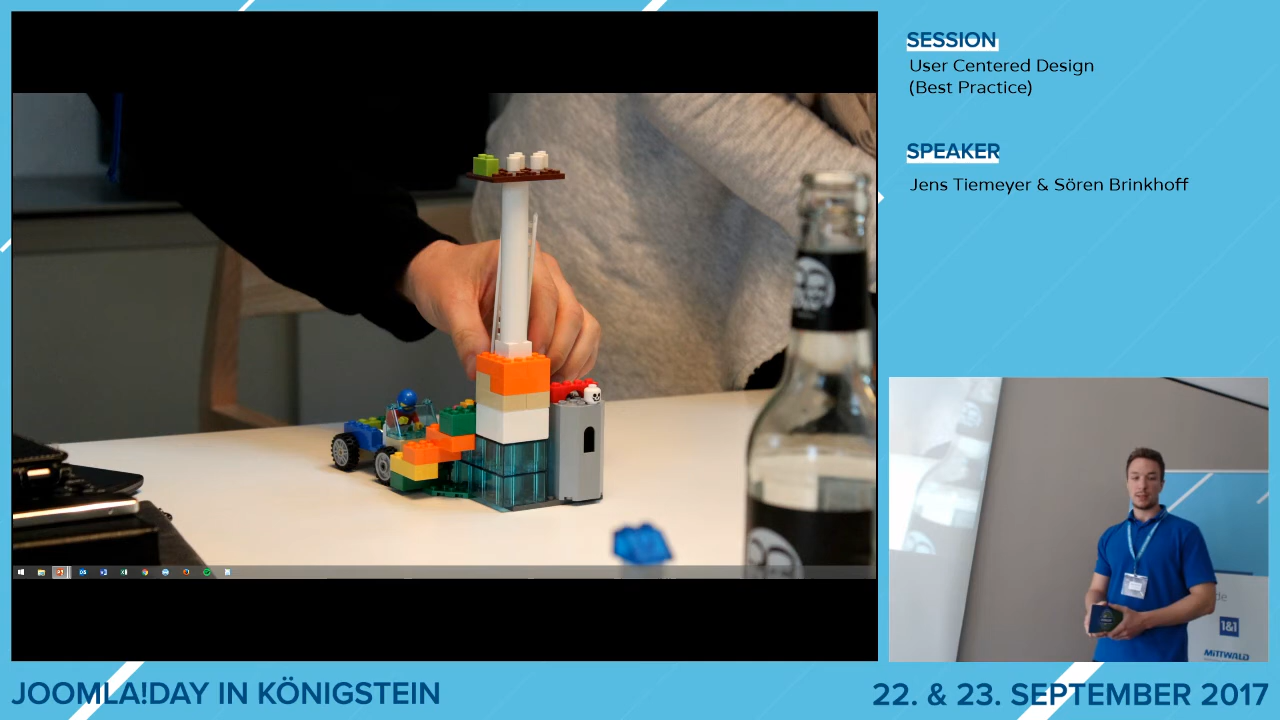 SESSION
User Centered Design
(Best Practice)
SPEAKER
Jens Tiemeyer & Sören Brinkhoff
de
1&1
MITTWALD
JOOMLA!DAY IN KÖNIGSTEIN
22. & 23. SEPTEMBER 2017